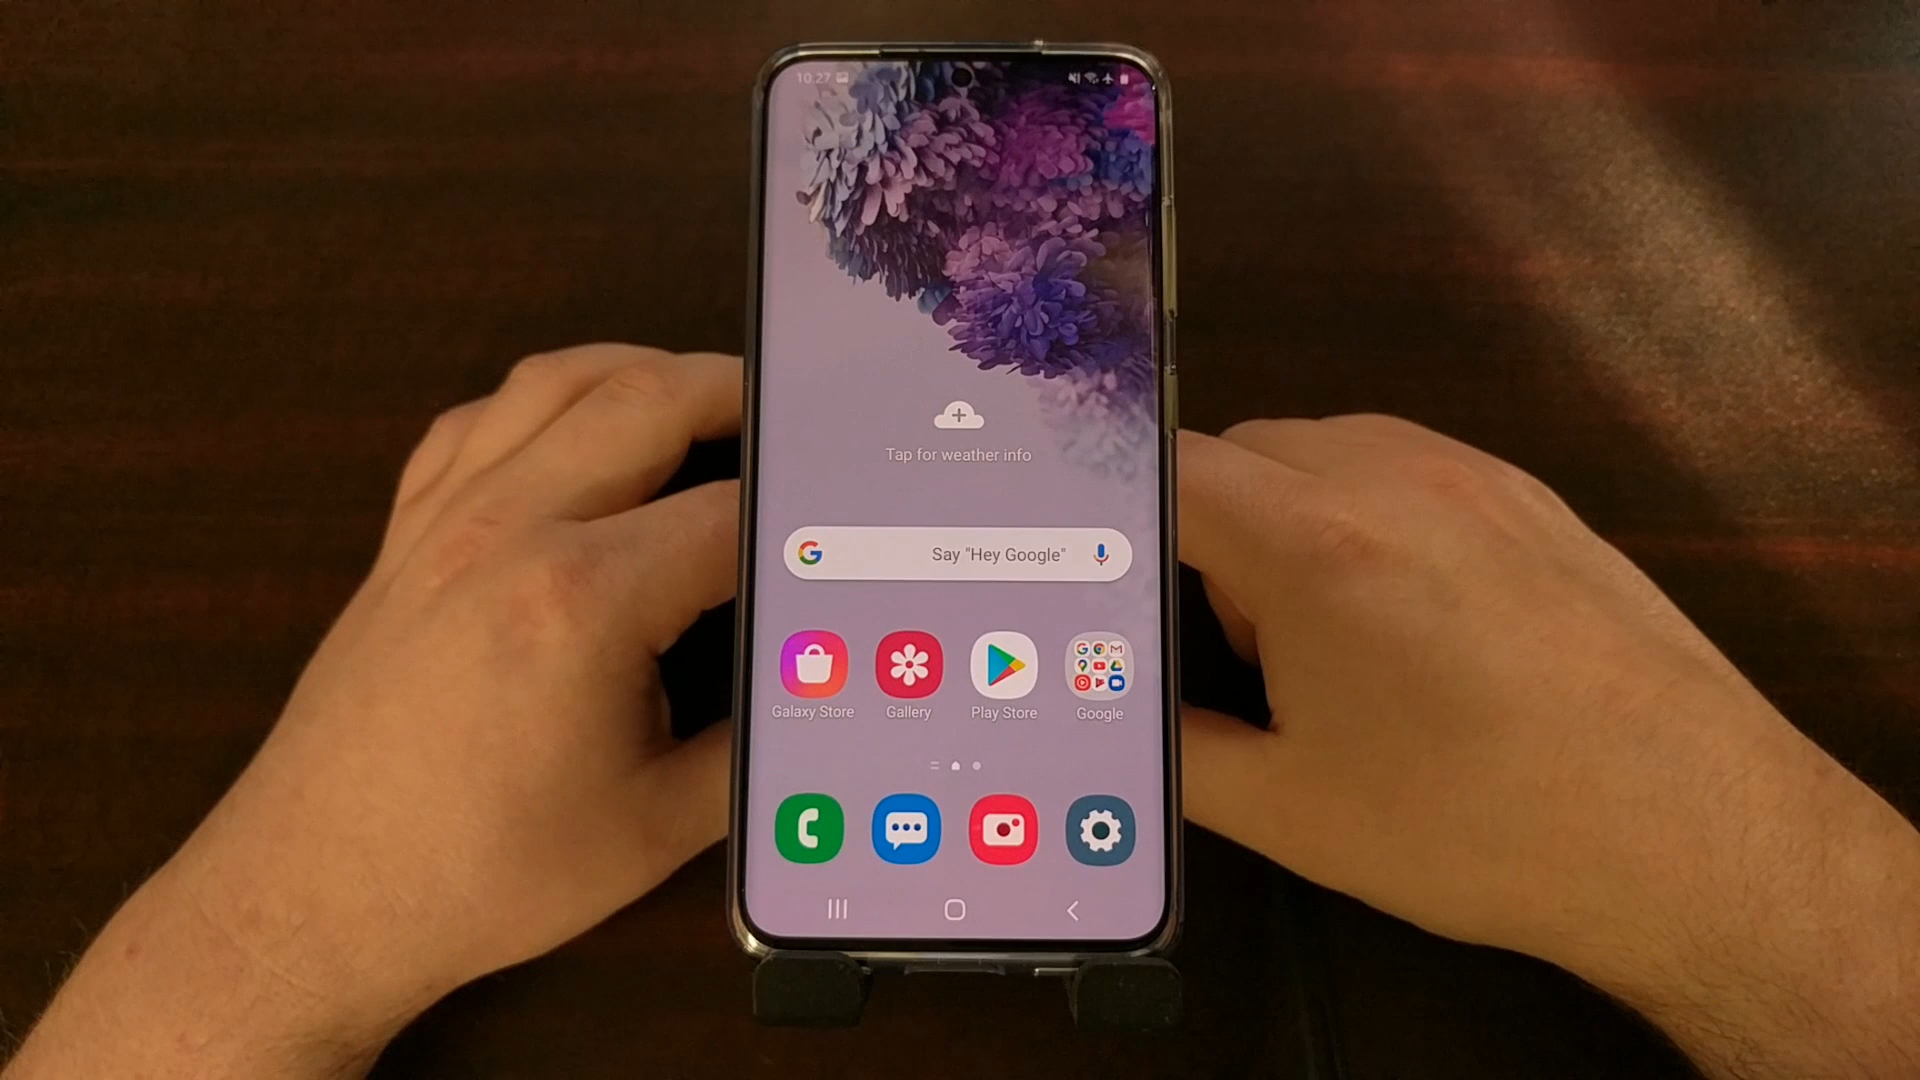 10:27
Tap for weather info
Say "Hey Google"
Galaxy Store
Gallery
Play Store
Google